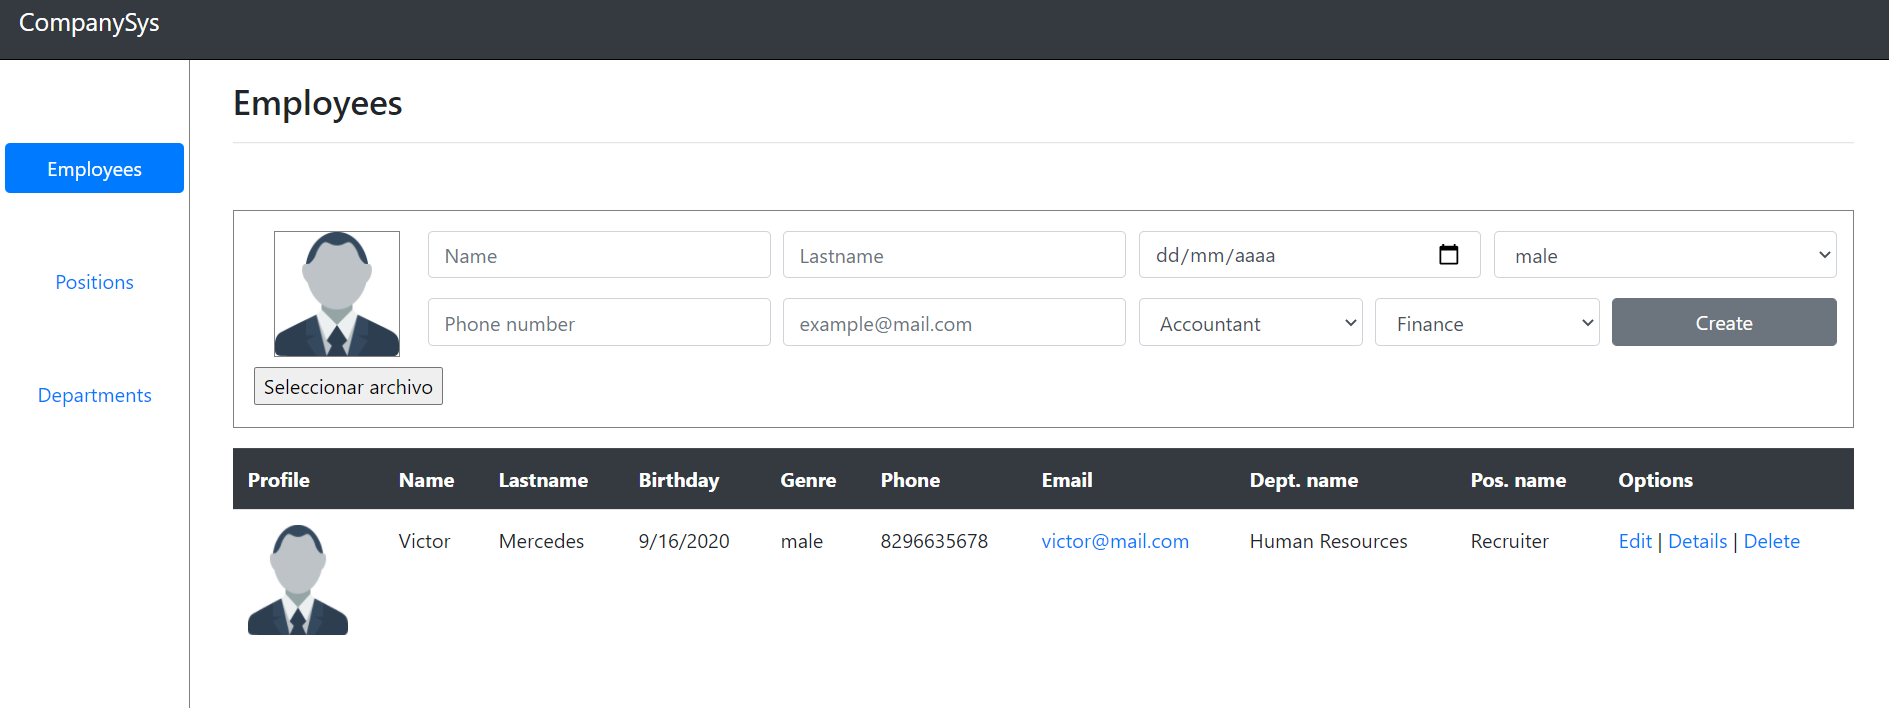 CompanySys
Employees
Employees
Positions
Departments
Name Lastname dd/mm/aaaa male
Phone number example@mail.com Accountant Finance Create
Seleccionar archivo
Profile Name Lastname Birthday Genre Phone Email Dept. name Pos. name Options
Victor Mercedes 9/16/2020 male 8296635678 victor@mail.com Human Resources Recruiter Edit | Details | Delete